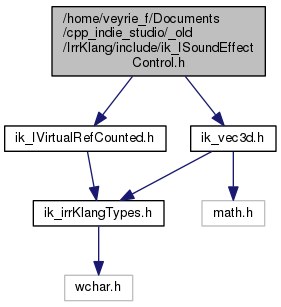 /home/veyrie_f/Documents
/cpp_indie_studio/_old
/IrrKlang/include/ik_ISoundEffect
Control.h
ik_IVirtualRefCounted.h
ik_vec3d.h
ik_irrKlangTypes.h
math.h
wchar.h